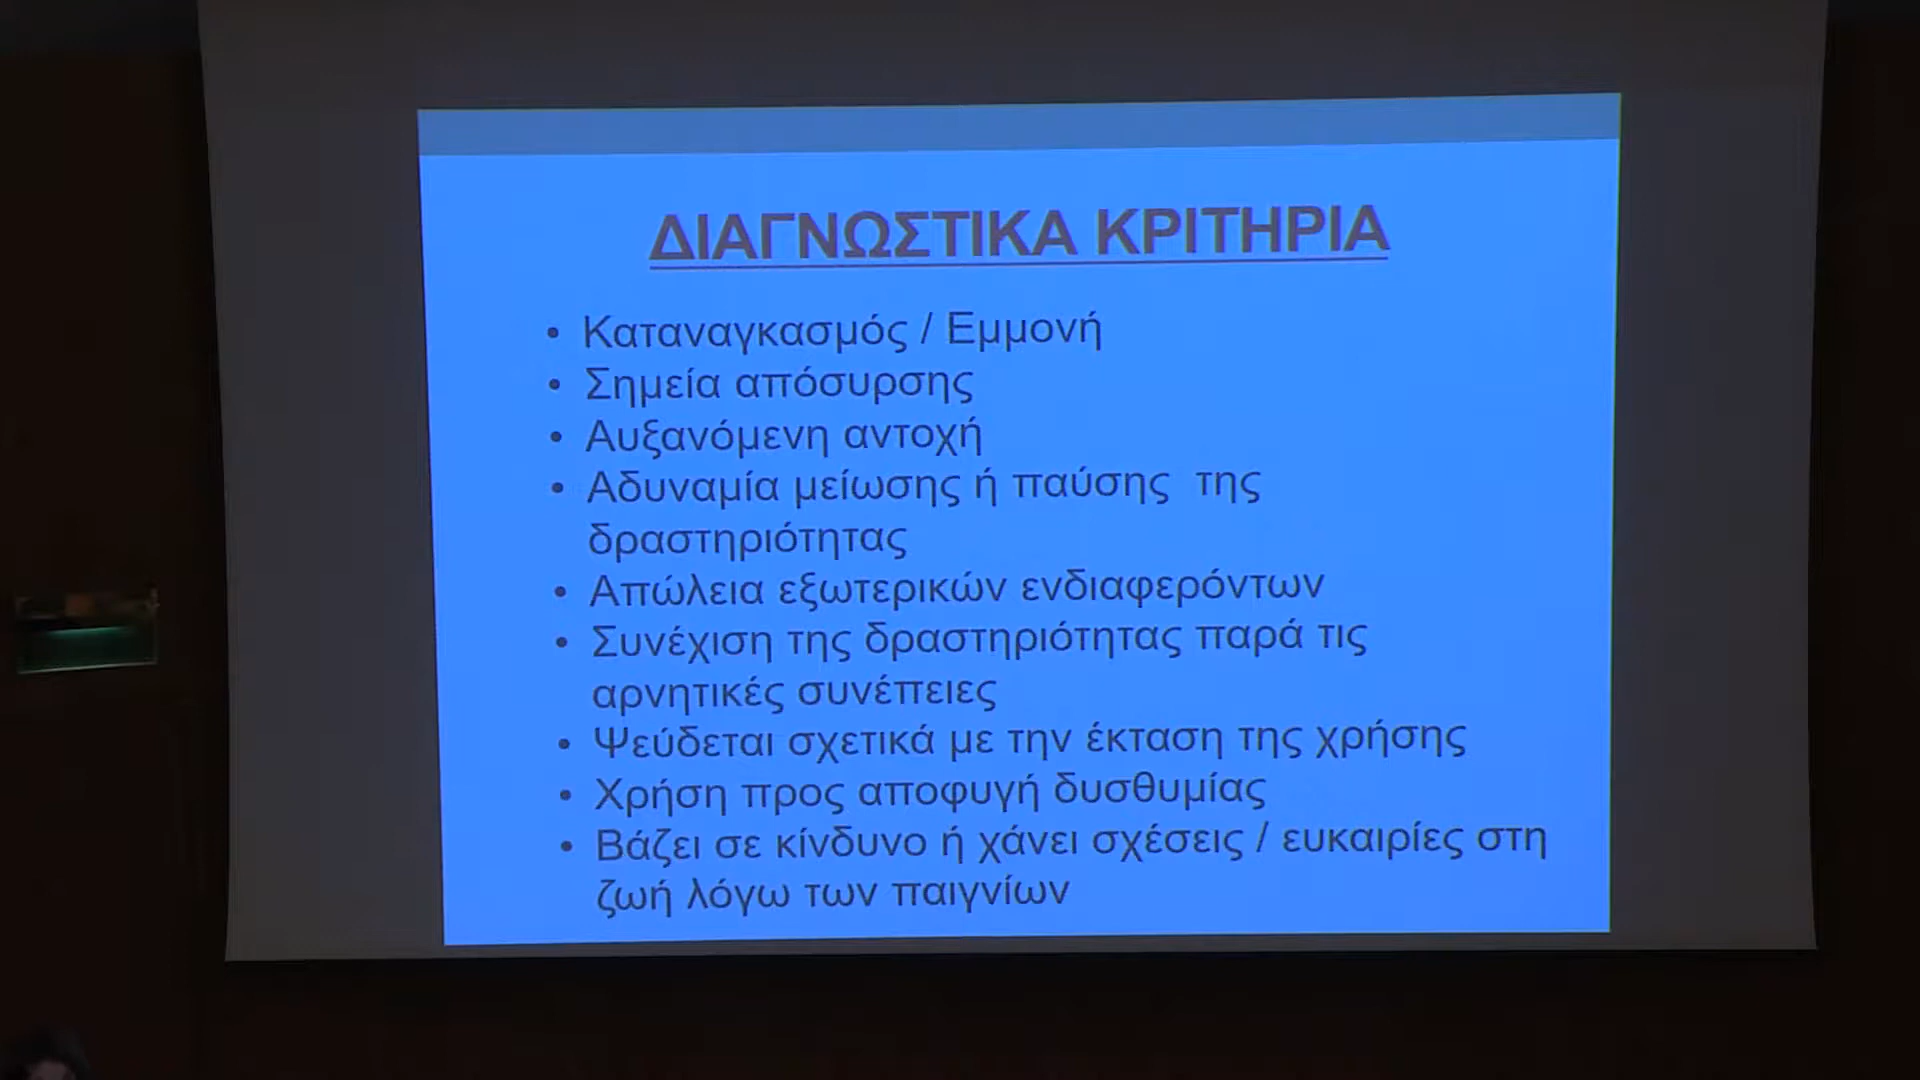 ΔΙΑΓΝΩΣΤΙΚΑ ΚΡΙΤΗΡΙΑ
• Καταναγκασμός / Εμμονή
• Σημεία απόσυρσης
• Αυξανόμενη αντοχή
• Αδυναμία μείωσης ή παύσης της
δραστηριότητας
• Απώλεια εξωτερικών ενδιαφερόντων
• Συνέχιση της δραστηριότητας παρά τις
αρνητικές συνέπειες
• Ψεύδεται σχετικά με την έκταση της χρήσης
• Χρήση προς αποφυγή δυσθυμίας
• Βάζει σε κίνδυνο ή χάνει σχέσεις / ευκαιρίες στη
ζωή λόγω των παιγνίων